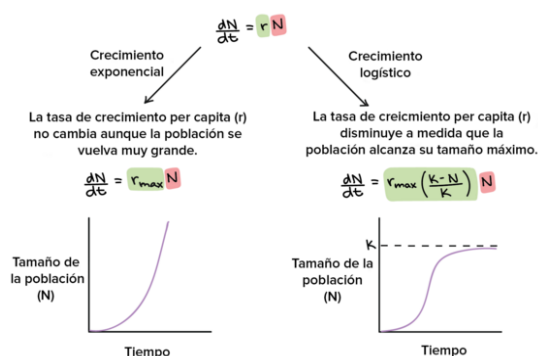 dN/dt = r N
Crecimiento
exponencial
Crecimiento
logístico
La tasa de crecimiento per capita (r)
no cambia aunque la población se
vuelva muy grande.
La tasa de creicmiento per capita (r)
disminuye a medida que la
población alcanza su tamaño máximo.
dN/dt = rmax N
dN/dt = rmax (K-N/K) N
Tamaño de
la población
(N)
Tiempo
K
Tamaño de la
población
(N)
Tiempo